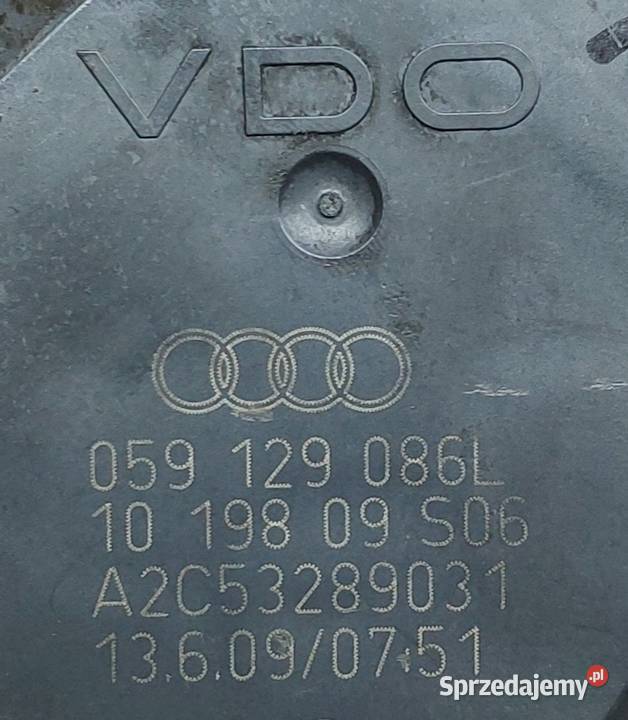 VDO
059 129 086L
10 198 09 S06
A2C53289031
13.6.09/07:51
Sprzedajemy.pl